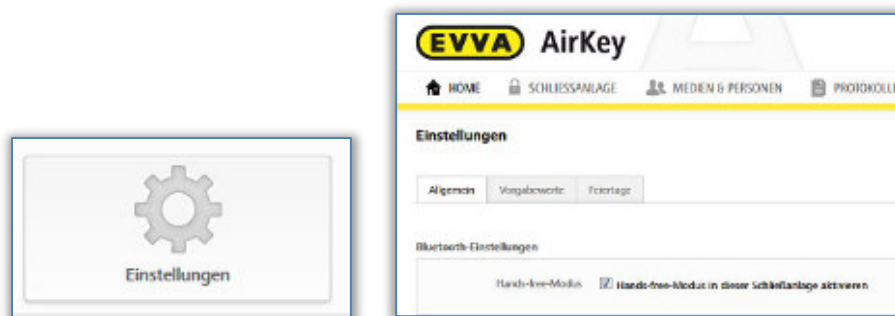 Einstellungen
EVVA AirKey
HOME SCHLIESSANLAGE MEDIEN & PERSONEN PROTOKOLLE
Einstellungen
Allgemein Vorgabewerte Feiertage
Bluetooth-Einstellungen
Hands-free-Modus Hands-free-Modus in dieser Schließanlage aktivieren